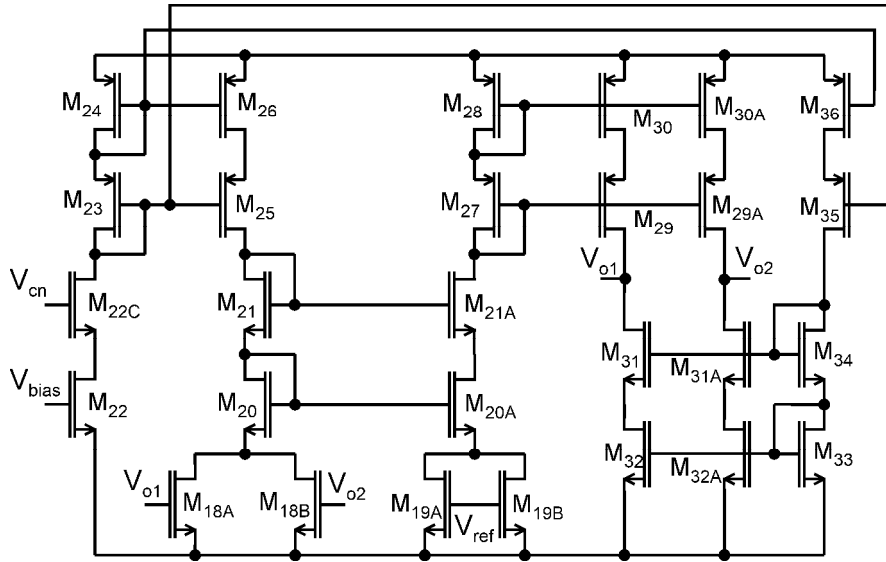 M24
M26
M28
M30
M30A
M36
M23
M25
M27
M29
M29A
M35
Vcn
M22C
M21
M21A
Vo1
Vo2
M31
M31A
M34
Vbias
M22
M20
M20A
M32
M32A
M33
Vo1
M18A
M18B
Vo2
M19A
Vref
M19B